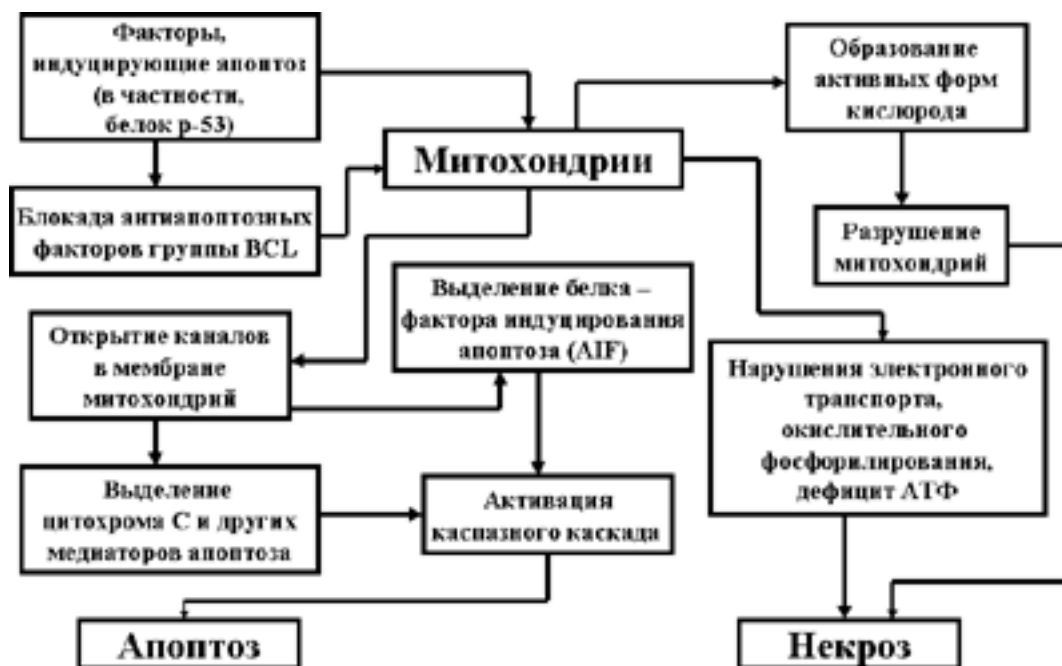 Факторы,
индуцирующие апоптоз
(в частности,
белок р-53)
Образование
активных форм
кислорода
Митохондрии
Блокада антиапоптозных
факторов группы BCL
Разрушение
митохондрий
Выделение белка –
фактора индуцирования
апоптоза (AIF)
Открытие каналов
в мембране
митохондрий
Нарушения электронного
транспорта,
окислительного
фосфорилирования,
дефицит АТФ
Выделение
цитохрома С и других
медиаторов апоптоза
Активация
каспазного каскада
Апоптоз
Некроз